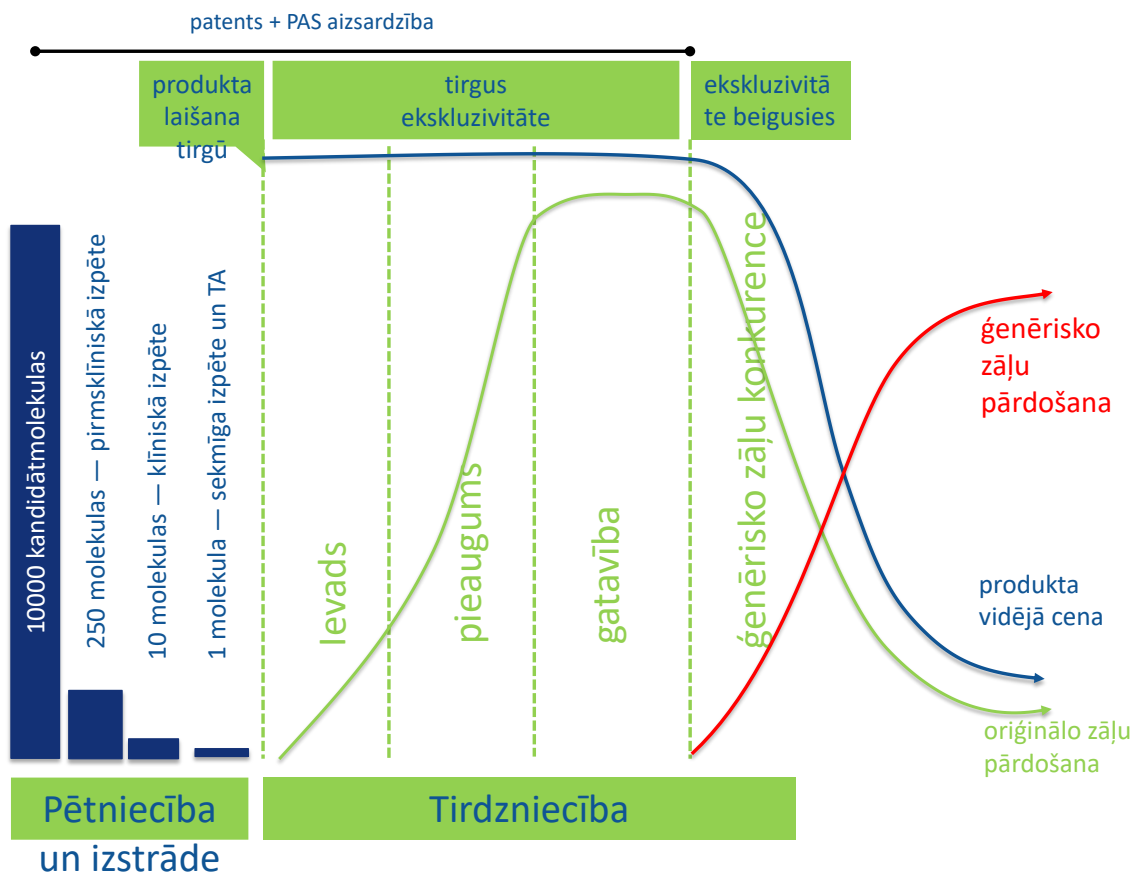 patents + PAS aizsardzība
produkta
laišana
tirgū
tirgus
ekskluzivitāte
ekskluzivitā
te beigusies
10000 kandidātmolekulas
250 molekulas — pirmsklīniskā izpēte
10 molekulas — klīniskā izpēte
1 molekula — sekmīga izpēte un TA
Ievads
pieaugums
gatavība
ģenērisko zāļu konkurence
ģenērisko
zāļu
pārdošana
produkta
vidējā cena
oriģinālo zāļu
pārdošana
Pētniecība
un izstrāde
Tirdzniecība